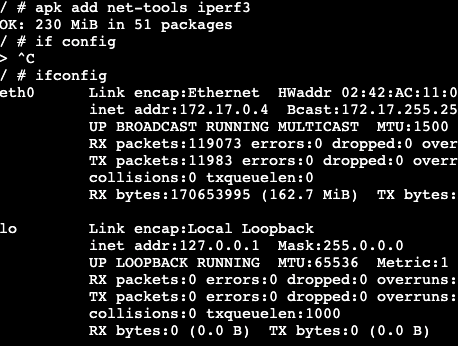 / # apk add net-tools iperf3
OK: 230 MiB in 51 packages
/ # if config
> ^C
/ # ifconfig
eth0      Link encap:Ethernet  HWaddr 02:42:AC:11:0
          inet addr:172.17.0.4  Bcast:172.17.255.25
          UP BROADCAST RUNNING MULTICAST  MTU:1500
          RX packets:119073 errors:0 dropped:0 overr
          TX packets:11983 errors:0 dropped:0 overru
          collisions:0 txqueuelen:0
          RX bytes:170653995 (162.7 MiB)  TX bytes:
lo        Link encap:Local Loopback
          inet addr:127.0.0.1  Mask:255.0.0.0
          UP LOOPBACK RUNNING  MTU:65536  Metric:1
          RX packets:0 errors:0 dropped:0 overruns:
          TX packets:0 errors:0 dropped:0 overruns:
          collisions:0 txqueuelen:1000
          RX bytes:0 (0.0 B)  TX bytes:0 (0.0 B)